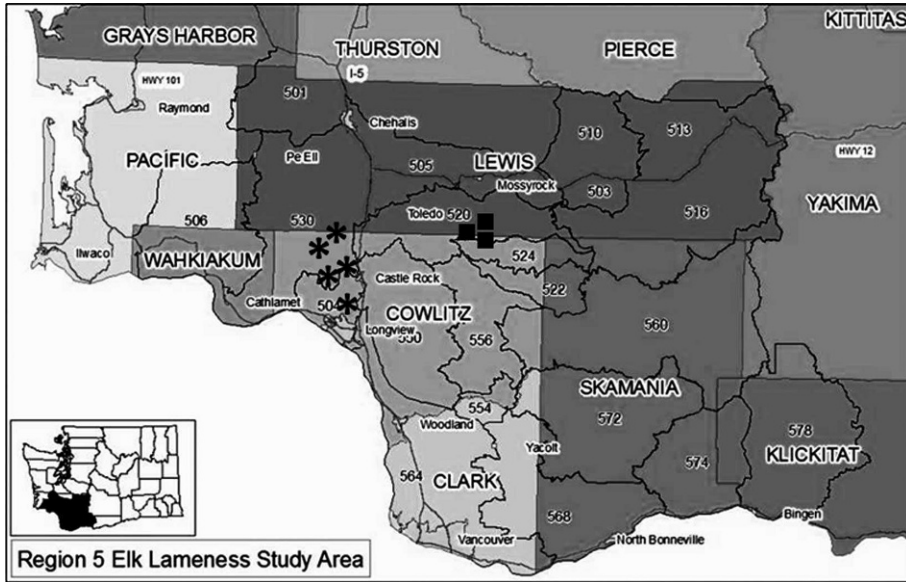 KITTITAS
GRAYS HARBOR
THURSTON
PIERCE
I-5
HWY 101
501
Raymond
Chehalis
510
513
PACIFIC
Pe Ell
505
LEWIS
HWY 12
Mossyrock
503
YAKIMA
506
530
Toledo
520
516
Ilwaco
WAHKIAKUM
524
Castle Rock
522
Cathlamet
504
COWLITZ
560
Longview
550
556
SKAMANIA
554
572
Woodland
578
Yacolt
574
KLICKITAT
564
CLARK
568
Bingen
Vancouver
North Bonneville
Region 5 Elk Lameness Study Area